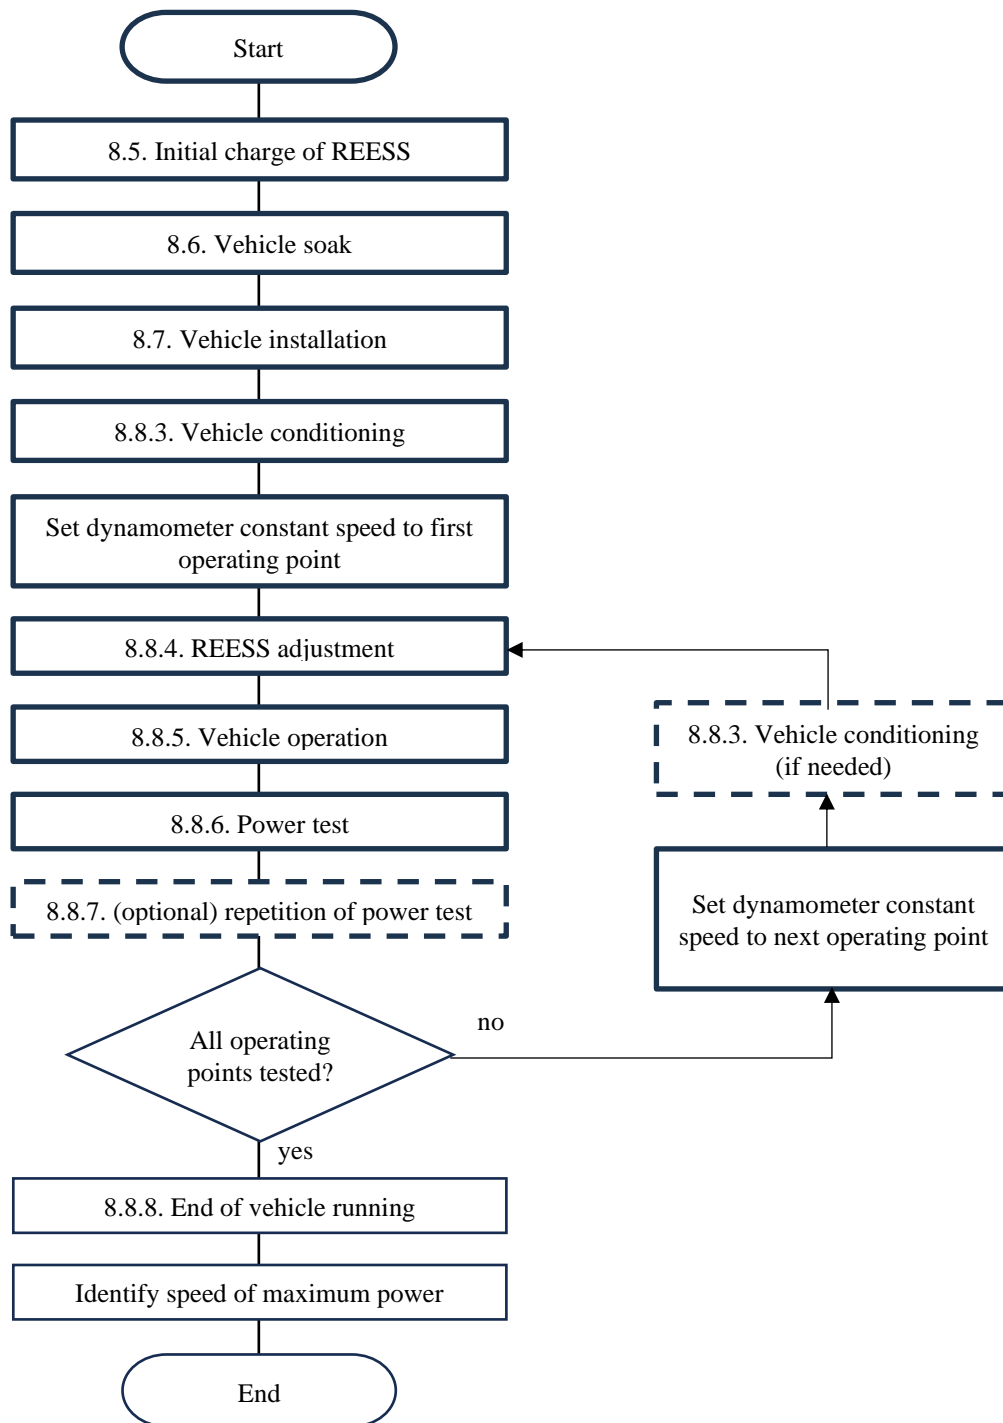 Start
8.5. Initial charge of REESS
8.6. Vehicle soak
8.7. Vehicle installation
8.8.3. Vehicle conditioning
Set dynamometer constant speed to first
operating point
8.8.4. REESS adjustment
8.8.5. Vehicle operation
8.8.3. Vehicle conditioning
(if needed)
8.8.6. Power test
8.8.7. (optional) repetition of power test
Set dynamometer constant
speed to next operating point
All operating
points tested?
no
yes
8.8.8. End of vehicle running
Identify speed of maximum power
End